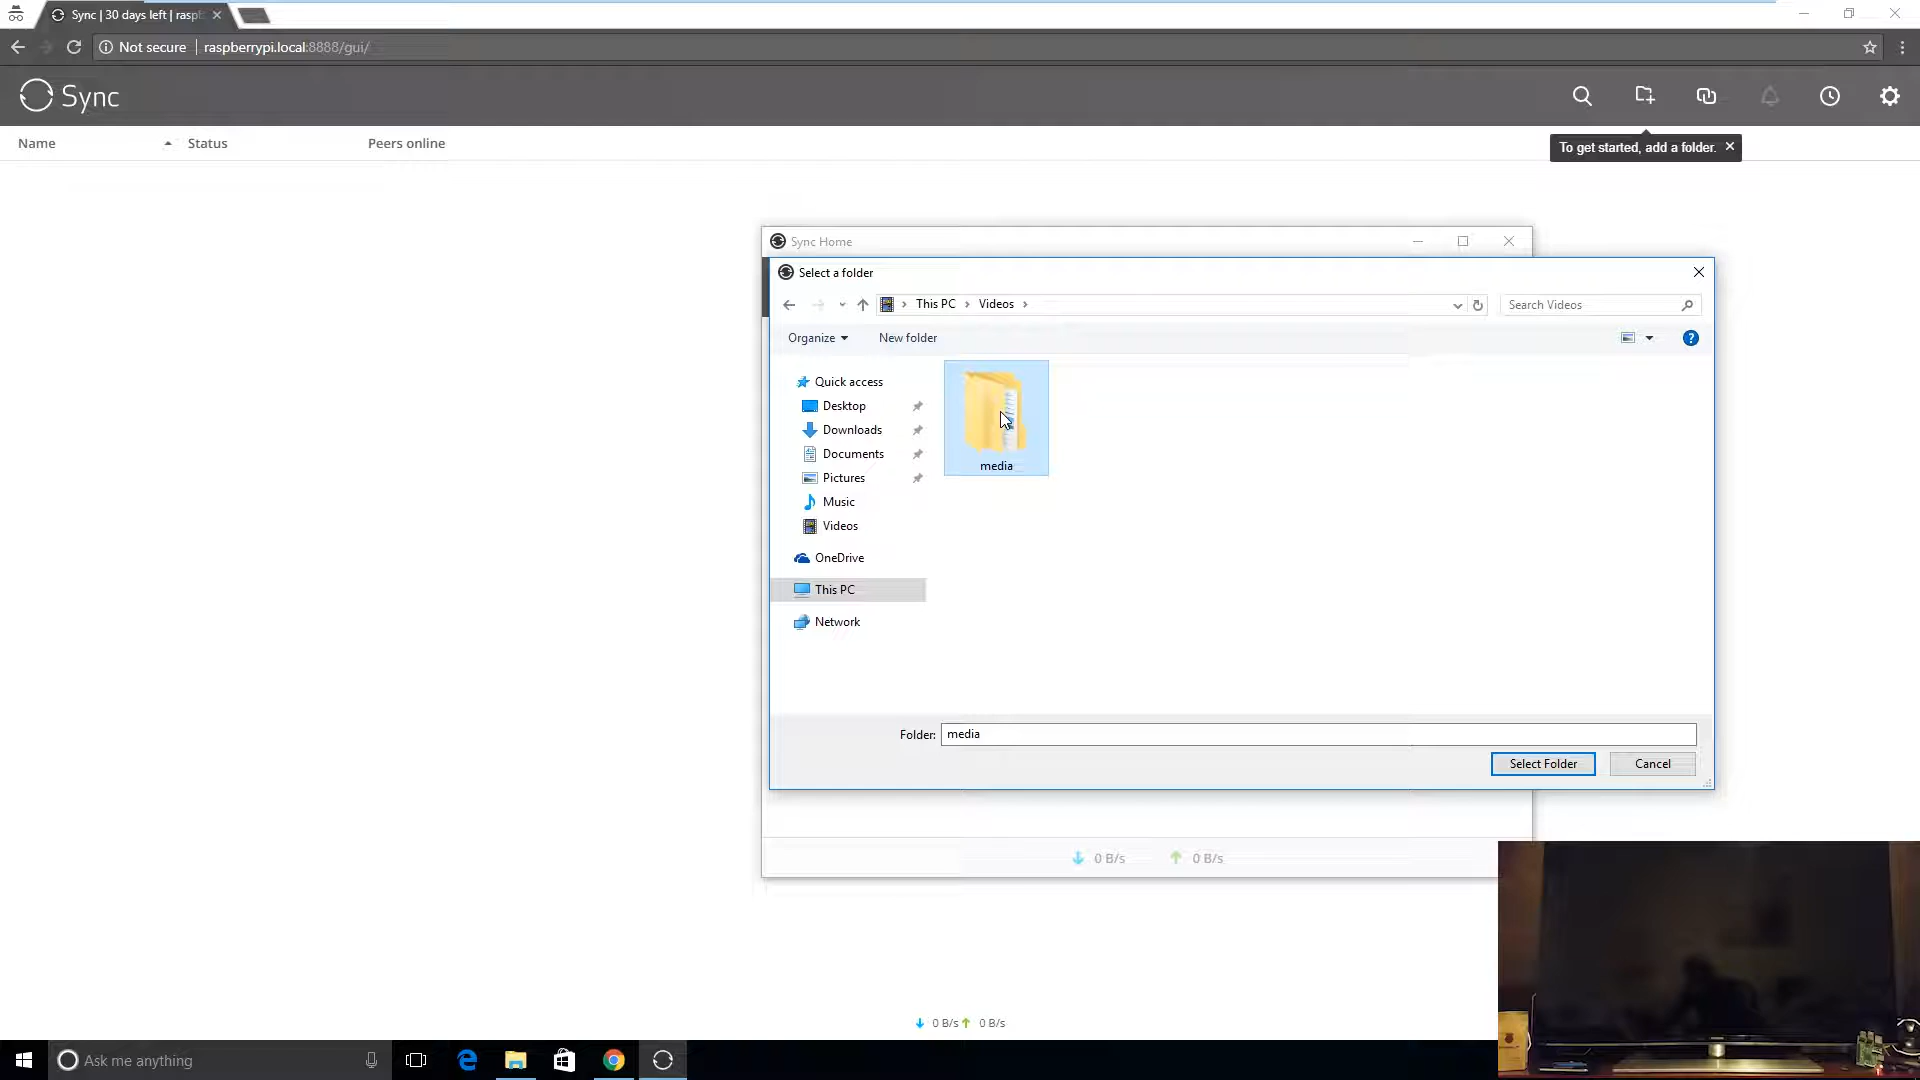 Sync | 30 days left | rasp
Not secure
raspberrypi.local:8888/gui/
Sync
Name
Status
Peers online
To get started, add a folder.
Sync Home
Select a folder
This PC
Videos
Search Videos
Organize
New folder
Quick access
Desktop
Downloads
Documents
Pictures
Music
Videos
OneDrive
This PC
Network
media
Folder: media
Select Folder
Cancel
0 B/s
0 B/s
0 B/s
0 B/s
Ask me anything